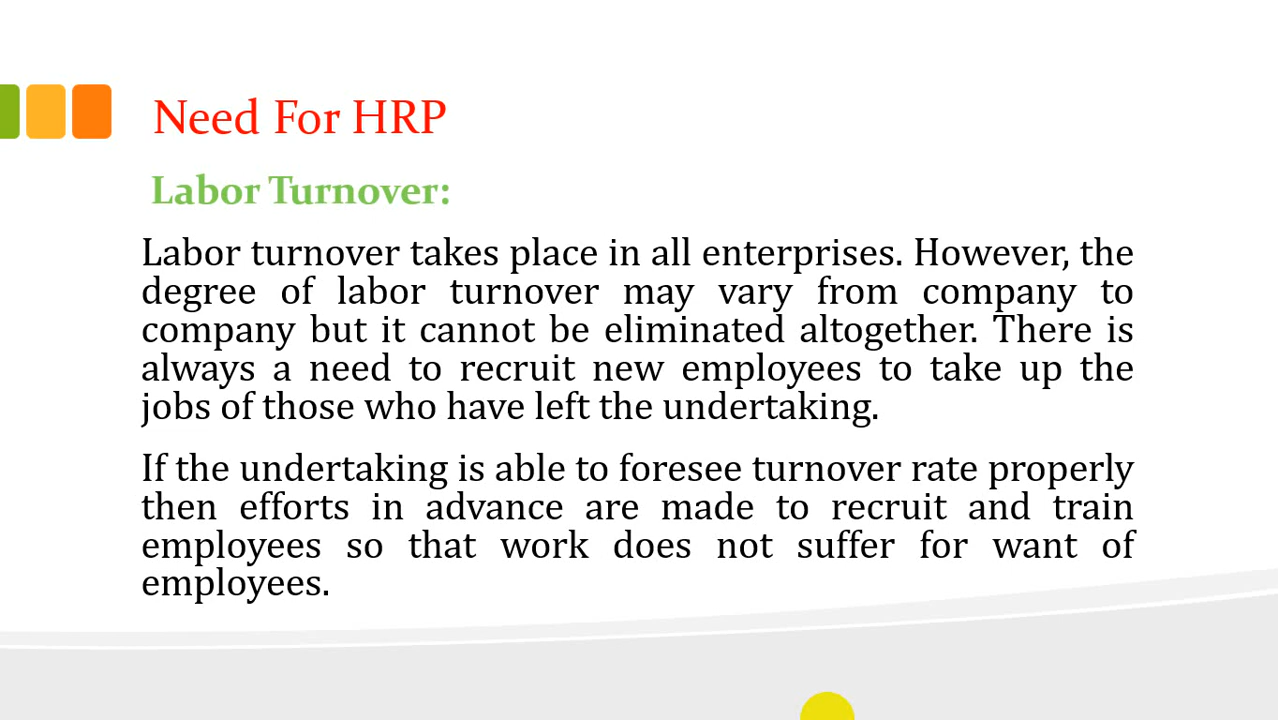 Need For HRP
Labor Turnover:
Labor turnover takes place in all enterprises. However, the
degree of labor turnover may vary from company to
company but it cannot be eliminated altogether. There is
always a need to recruit new employees to take up the
jobs of those who have left the undertaking.
If the undertaking is able to foresee turnover rate properly
then efforts in advance are made to recruit and train
employees so that work does not suffer for want of
employees.